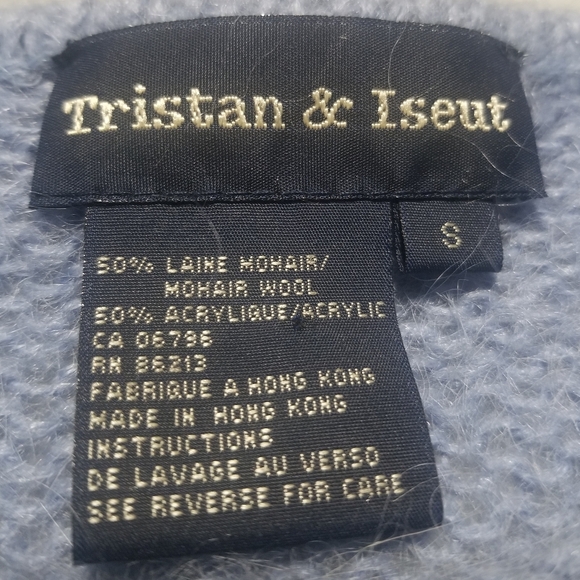 Tristan & Iseut
S
50% LAINE MOHAIR/
MOHAIR WOOL
50% ACRYLIQUE/ACRYLIC
CA 06796
RN 86213
FABRIQUE A HONG KONG
MADE IN HONG KONG
INSTRUCTIONS
DE LAVAGE AU VERSO
SEE REVERSE FOR CARE